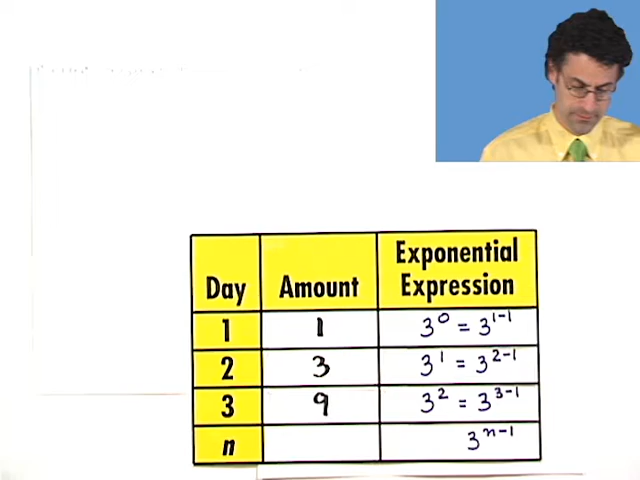 Day Amount Exponential Expression
1 1 3⁰ = 3¹⁻¹
2 3 3¹ = 3²⁻¹
3 9 3² = 3³⁻¹
n 3ⁿ⁻¹